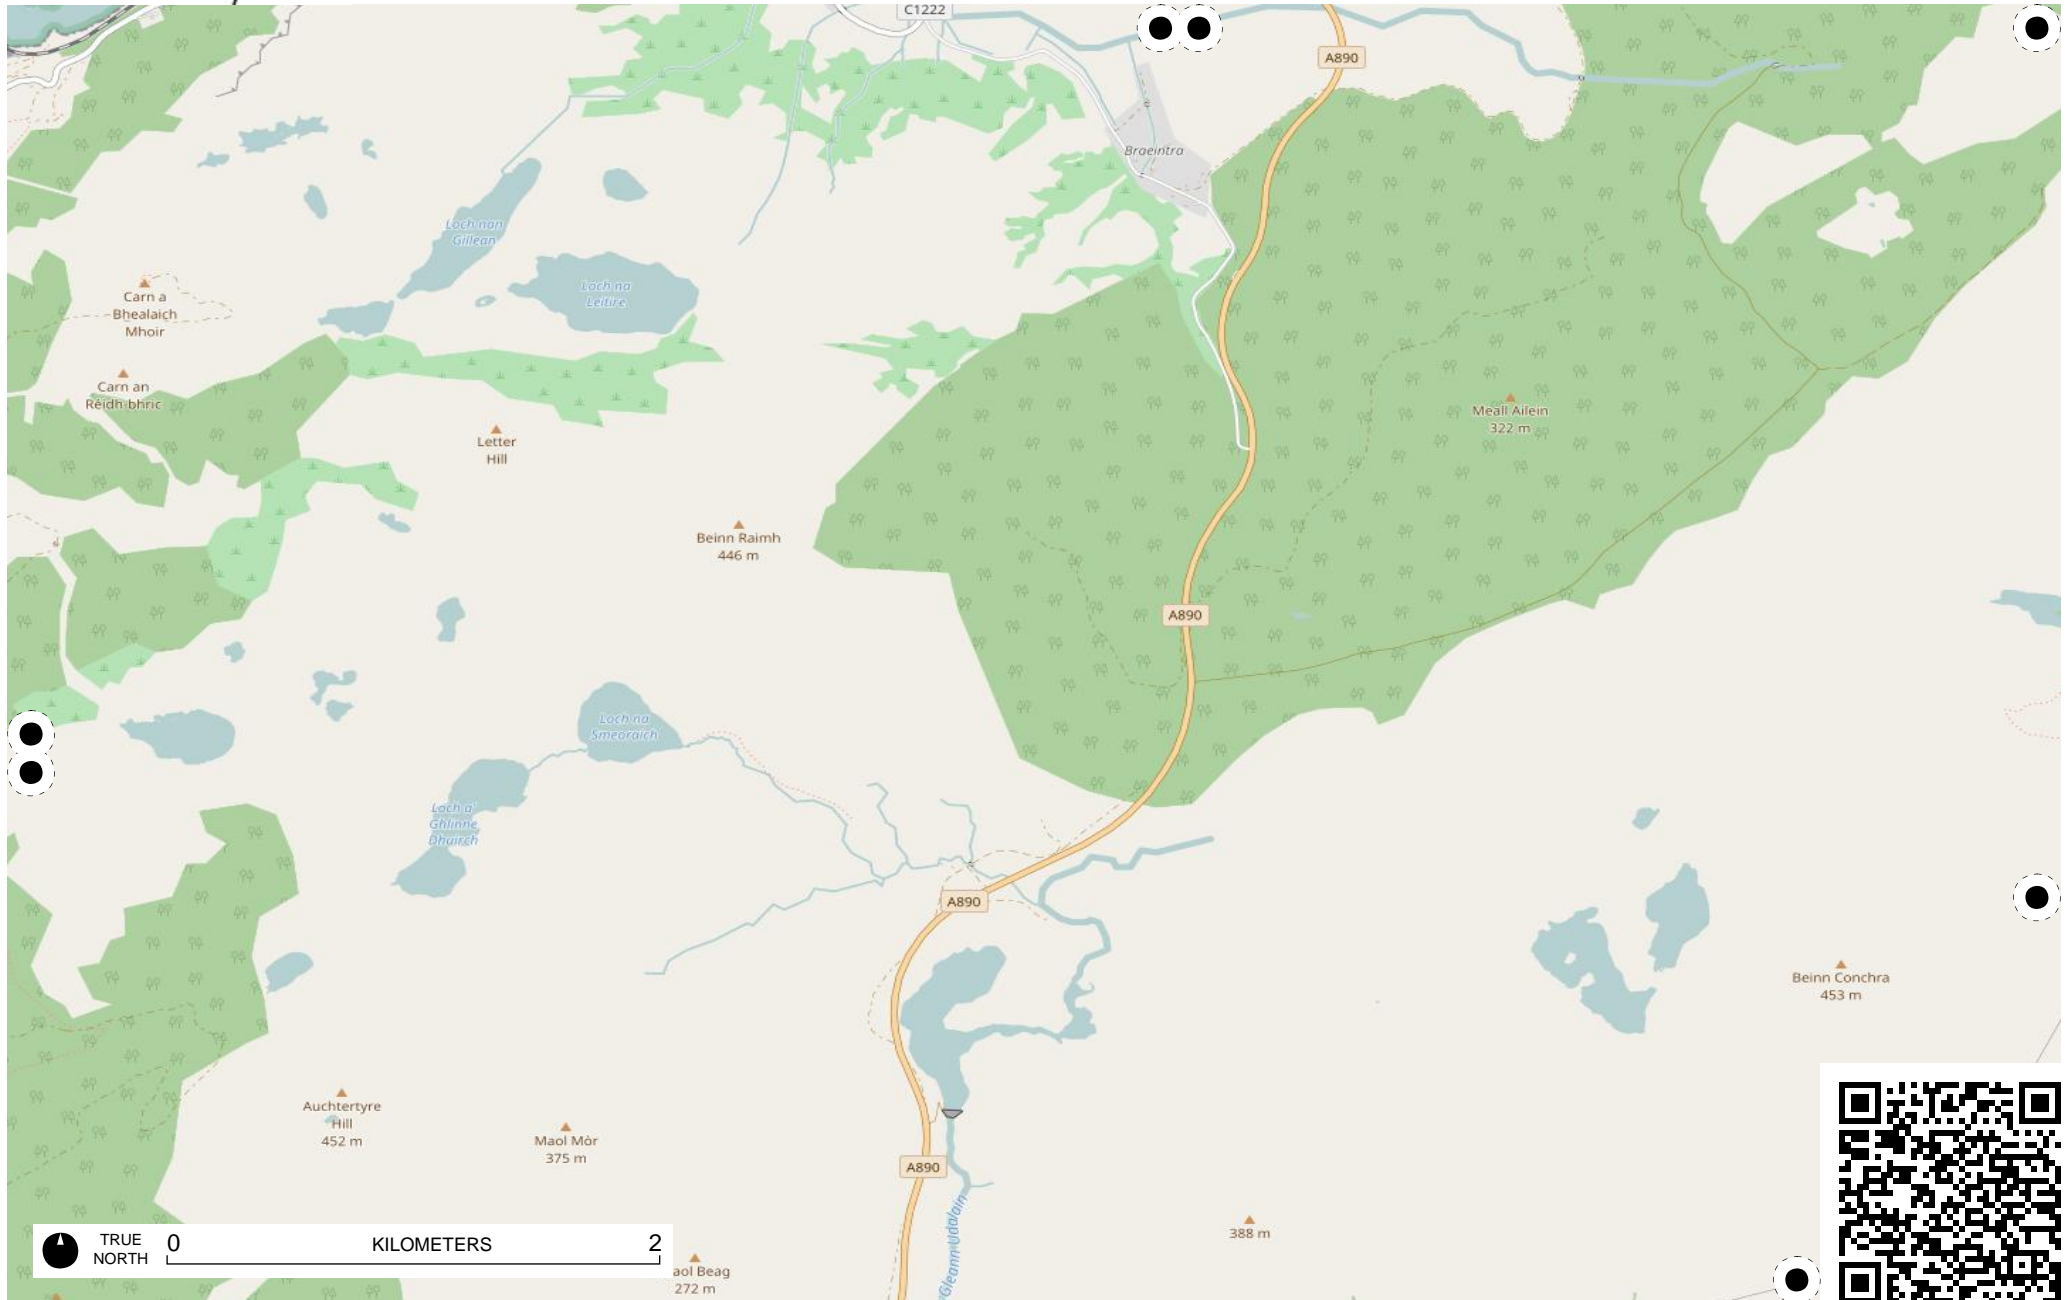 C1222
A890
Braeintra
Loch nan
Gillean
Loch na
Leitire
Carn a
Bhealaich
Mhoir
Carn an
Rèidh-bhric
Letter
Hill
Meall Ailein
322 m
Beinn Raimh
446 m
A890
Loch na
Smeoraich
Loch a'
Ghlinne
Dhuirch
A890
Beinn Conchra
453 m
Auchtertyre
Hill
452 m
Maol Mòr
375 m
A890
Gleann Udalain
388 m
TRUE
NORTH
0 KILOMETERS 2
aol Beag
272 m